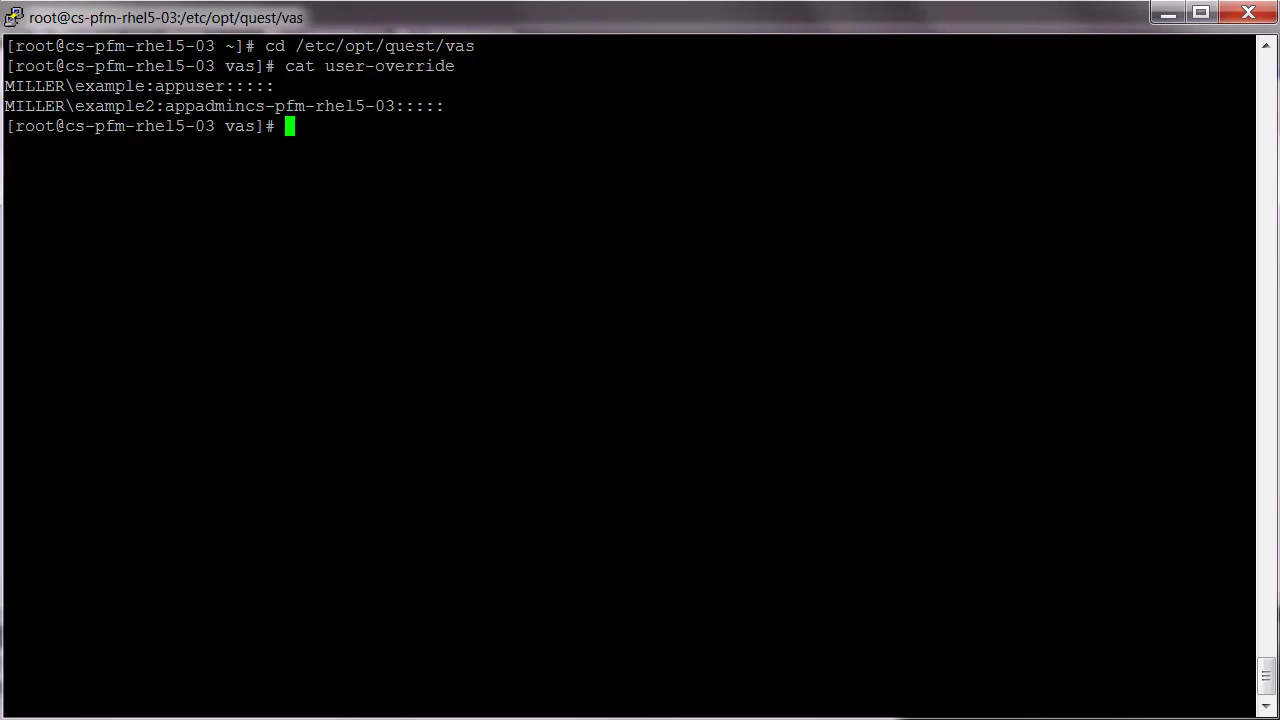 root@cs-pfm-rhel5-03:/etc/opt/quest/vas
[root@cs-pfm-rhel5-03 ~]# cd /etc/opt/quest/vas
[root@cs-pfm-rhel5-03 vas]# cat user-override
MILLER\example:appuser:::::
MILLER\example2:appadmincs-pfm-rhel5-03:::::
[root@cs-pfm-rhel5-03 vas]#